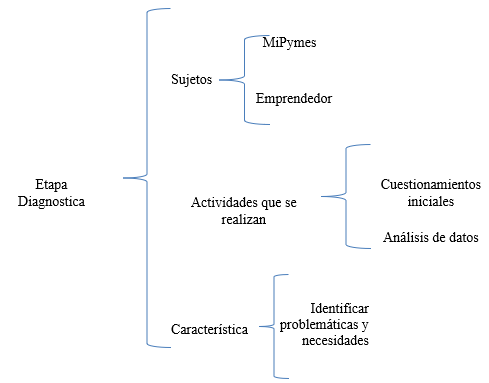 Etapa
Diagnostica
Sujetos
MiPymes
Emprendedor
Actividades que se
realizan
Cuestionamientos
iniciales
Análisis de datos
Característica
Identificar
problemáticas y
necesidades